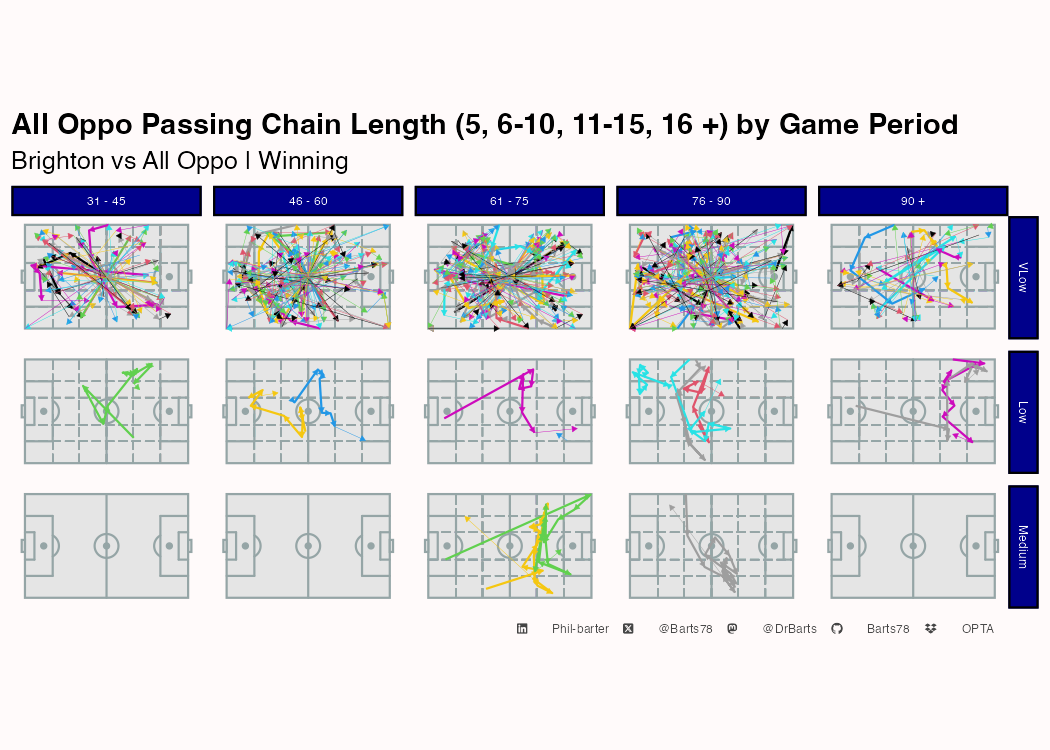 All Oppo Passing Chain Length (5, 6-10, 11-15, 16 +) by Game Period
Brighton vs All Oppo | Winning
31 - 45
46 - 60
61 - 75
76 - 90
90 +
VLow
Low
Medium
Phil-barter @Barts78 @DrBarts Barts78 OPTA